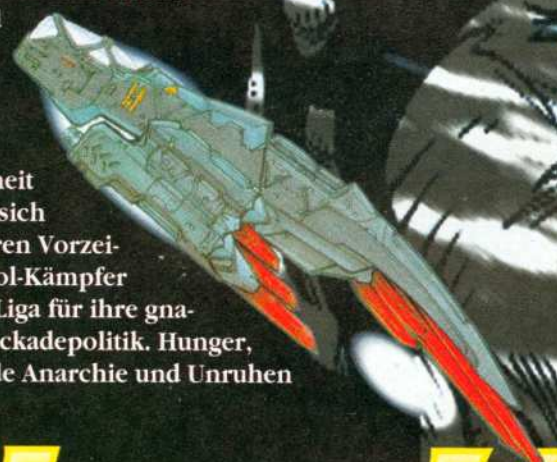 heit
sich
ren Vorzei-
ol-Kämpfer
Liga für ihre gna-
ckadepolitik. Hunger,
le Anarchie und Unruhen